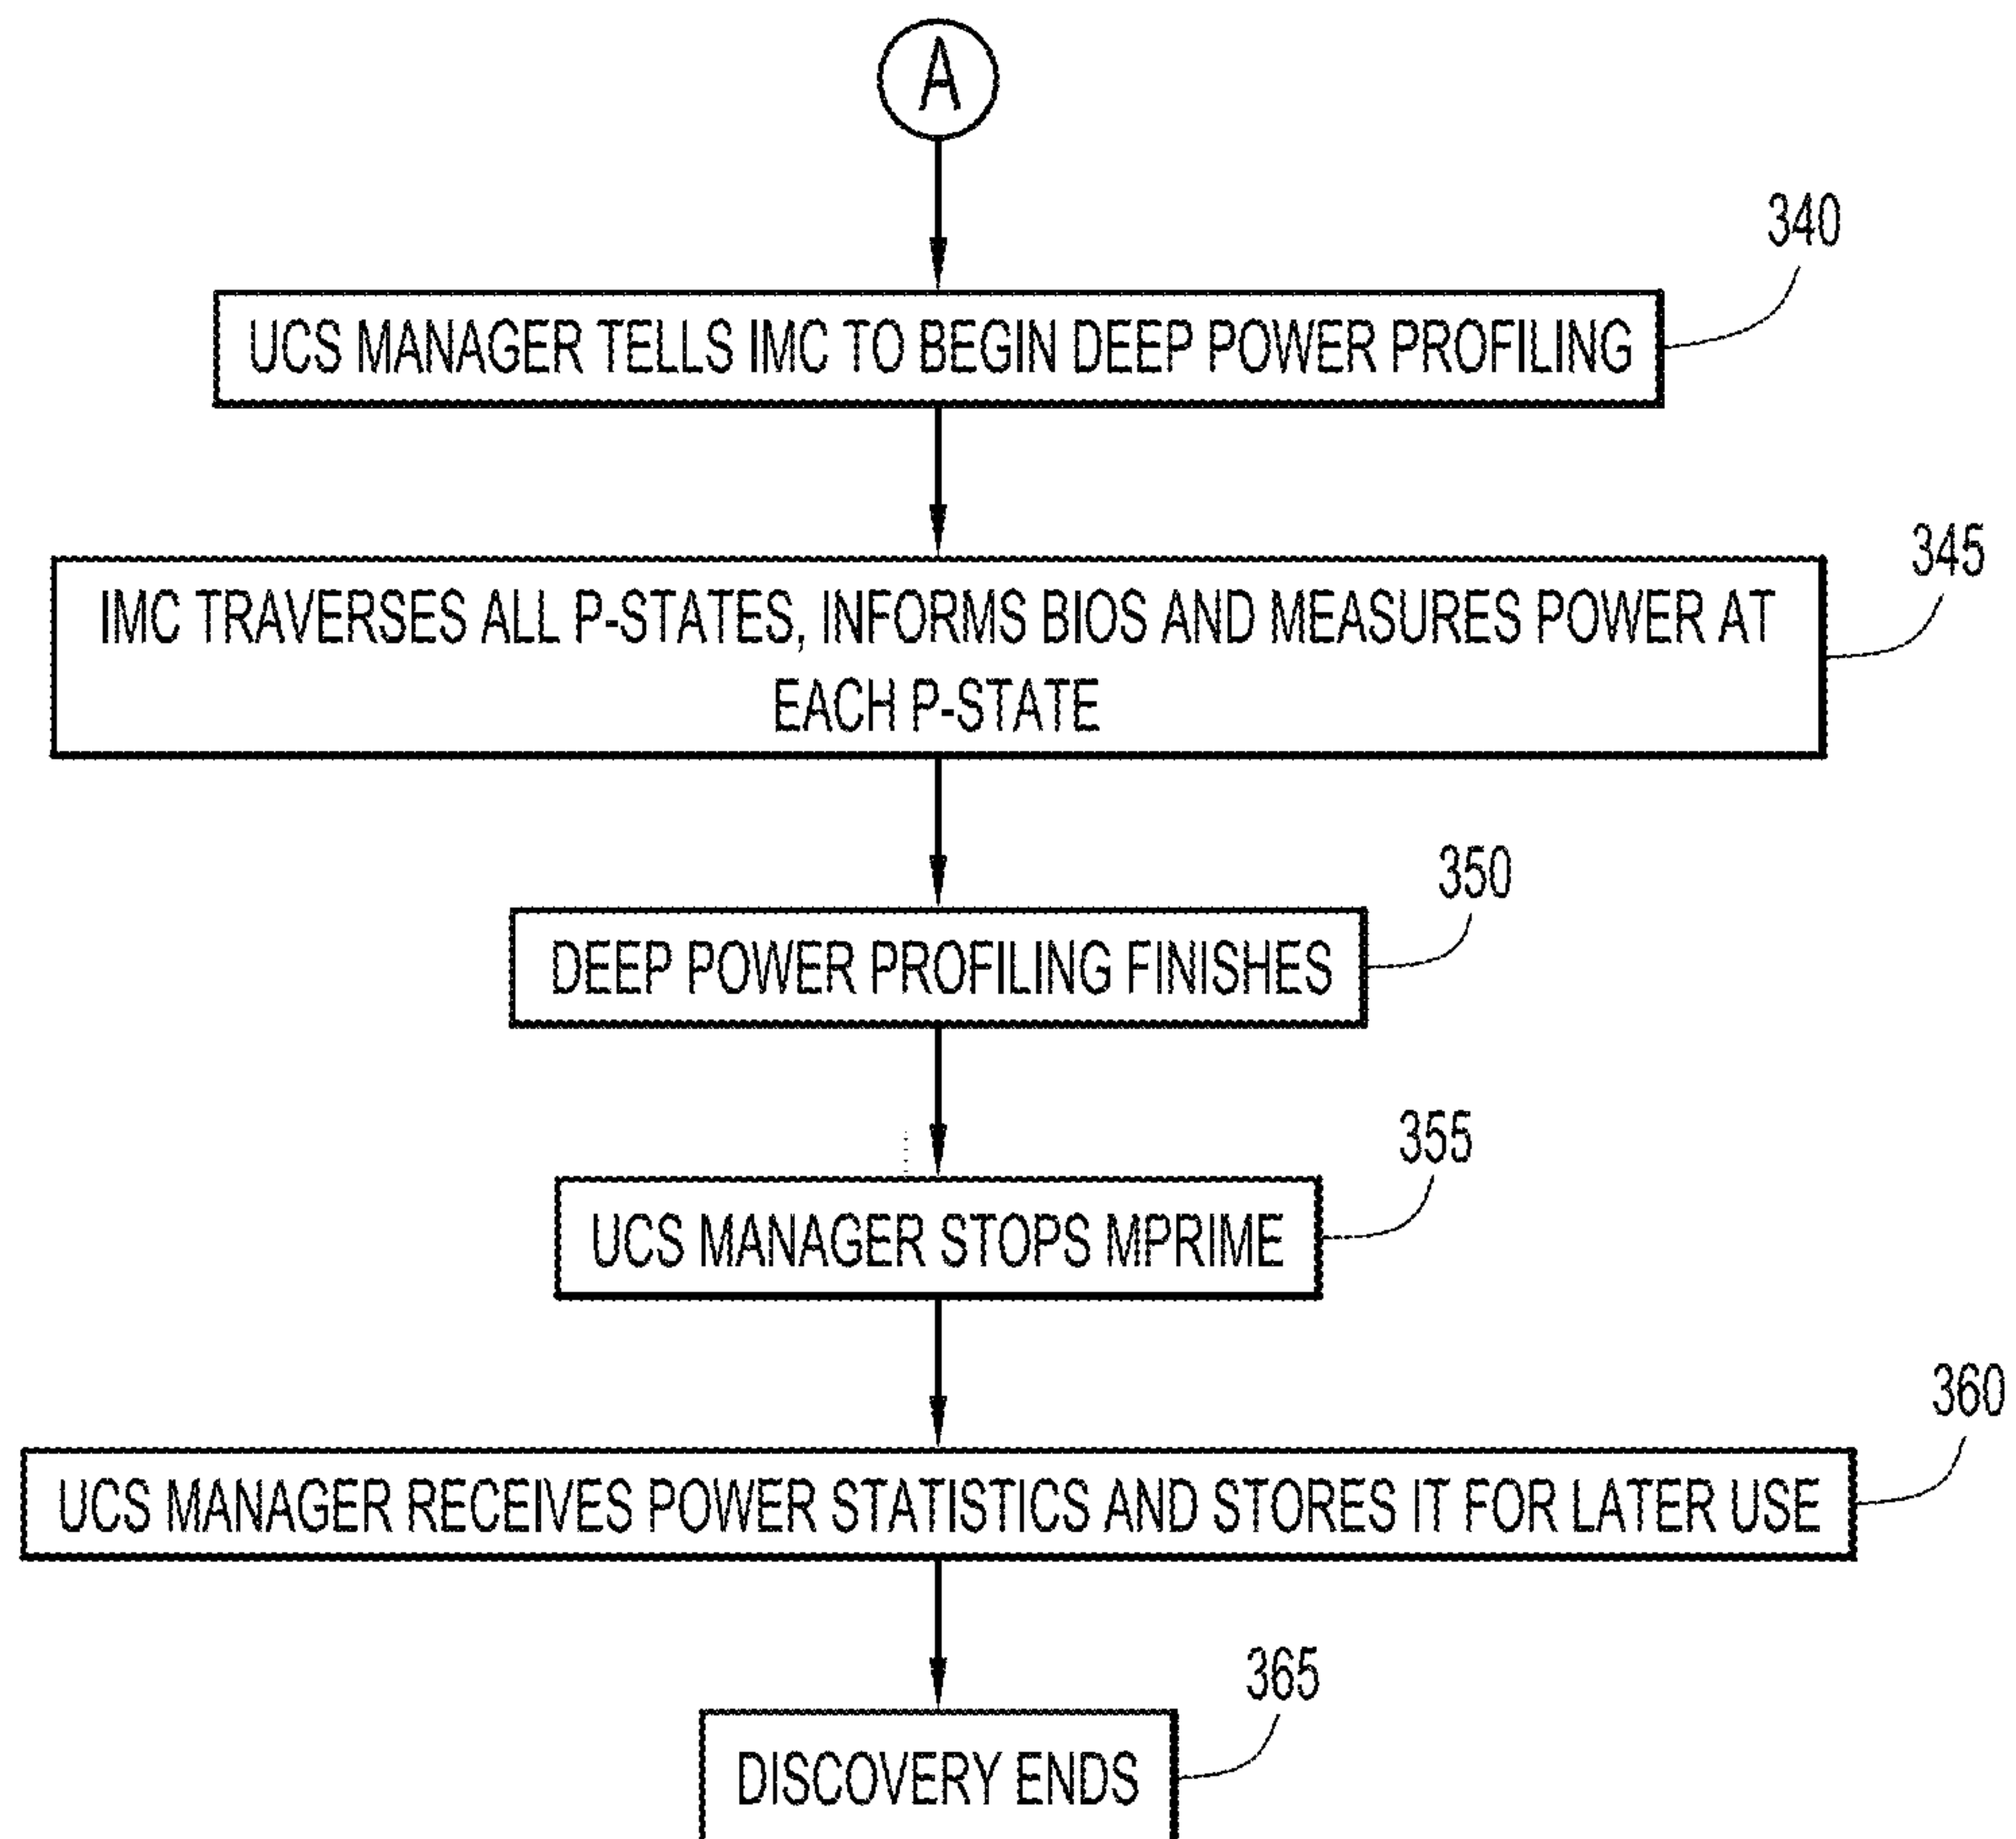 A
340
UCS MANAGER TELLS IMC TO BEGIN DEEP POWER PROFILING
345
IMC TRAVERSES ALL P-STATES, INFORMS BIOS AND MEASURES POWER AT
EACH P-STATE
350
DEEP POWER PROFILING FINISHES
355
UCS MANAGER STOPS MPRIME
360
UCS MANAGER RECEIVES POWER STATISTICS AND STORES IT FOR LATER USE
365
DISCOVERY ENDS